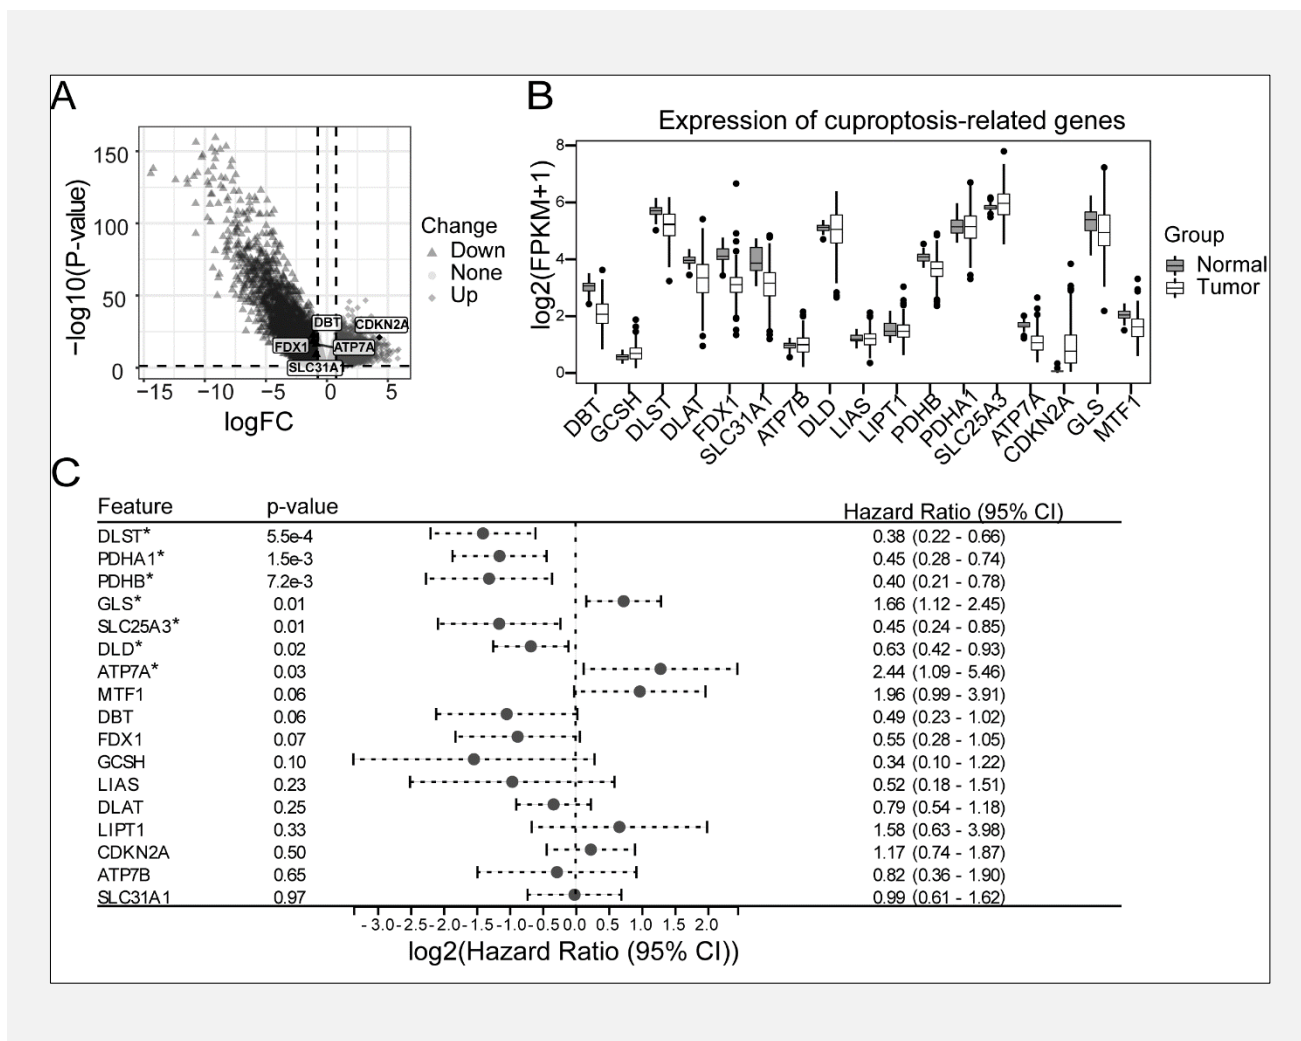 A
−log10(P-value)
150
100
50
0
−15
−10
−5
0
5
logFC
DBT
CDKN2A
FDX1
ATPTA
SLC31A1
Change
Down
None
Up
B
Expression of cuproptosis-related genes
log2(FPKM+1)
8
6
4
2
0
DBT
GCSH
DLST
DLAT
FDX1
SLC31A1
ATP7B
DLD
LIAS
LIPT1
PDHB
PDHA1
SLC25A3
ATP7A
CDKN2A
GLS
MTF1
Group
Normal
Tumor
C
Feature p-value Hazard Ratio (95% CI)
DLST* 5.5e-4 0.38 (0.22 - 0.66)
PDHA1* 1.5e-3 0.45 (0.28 - 0.74)
PDHB* 7.2e-3 0.40 (0.21 - 0.78)
GLS* 0.01 1.66 (1.12 - 2.45)
SLC25A3* 0.01 0.45 (0.24 - 0.85)
DLD* 0.02 0.63 (0.42 - 0.93)
ATP7A* 0.03 2.44 (1.09 - 5.46)
MTF1 0.06 1.96 (0.99 - 3.91)
DBT 0.06 0.49 (0.23 - 1.02)
FDX1 0.07 0.55 (0.28 - 1.05)
GCSH 0.10 0.34 (0.10 - 1.22)
LIAS 0.23 0.52 (0.18 - 1.51)
DLAT 0.25 0.79 (0.54 - 1.18)
LIPT1 0.33 1.58 (0.63 - 3.98)
CDKN2A 0.50 1.17 (0.74 - 1.87)
ATP7B 0.65 0.82 (0.36 - 1.90)
SLC31A1 0.97 0.99 (0.61 - 1.62)
-3.0 -2.5 -2.0 -1.5 -1.0 -0.5 0.0 0.5 1.0 1.5 2.0
log2(Hazard Ratio (95% CI))